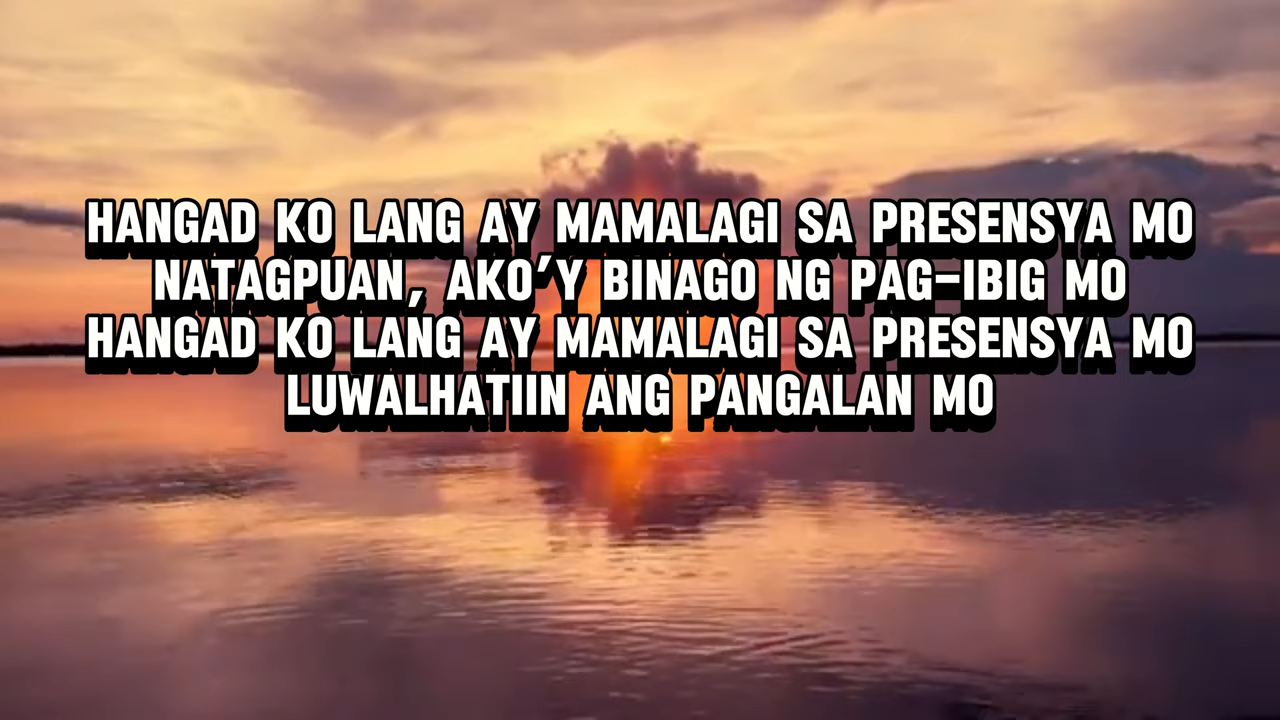 HANGAD KO LANG AY MAMALAGI SA PRESENSYA MO
NATAGPUAN, AKO'Y BINAGO NG PAG-IBIG MO
HANGAD KO LANG AY MAMALAGI SA PRESENSYA MO
LUWALHATIIN ANG PANGALAN MO